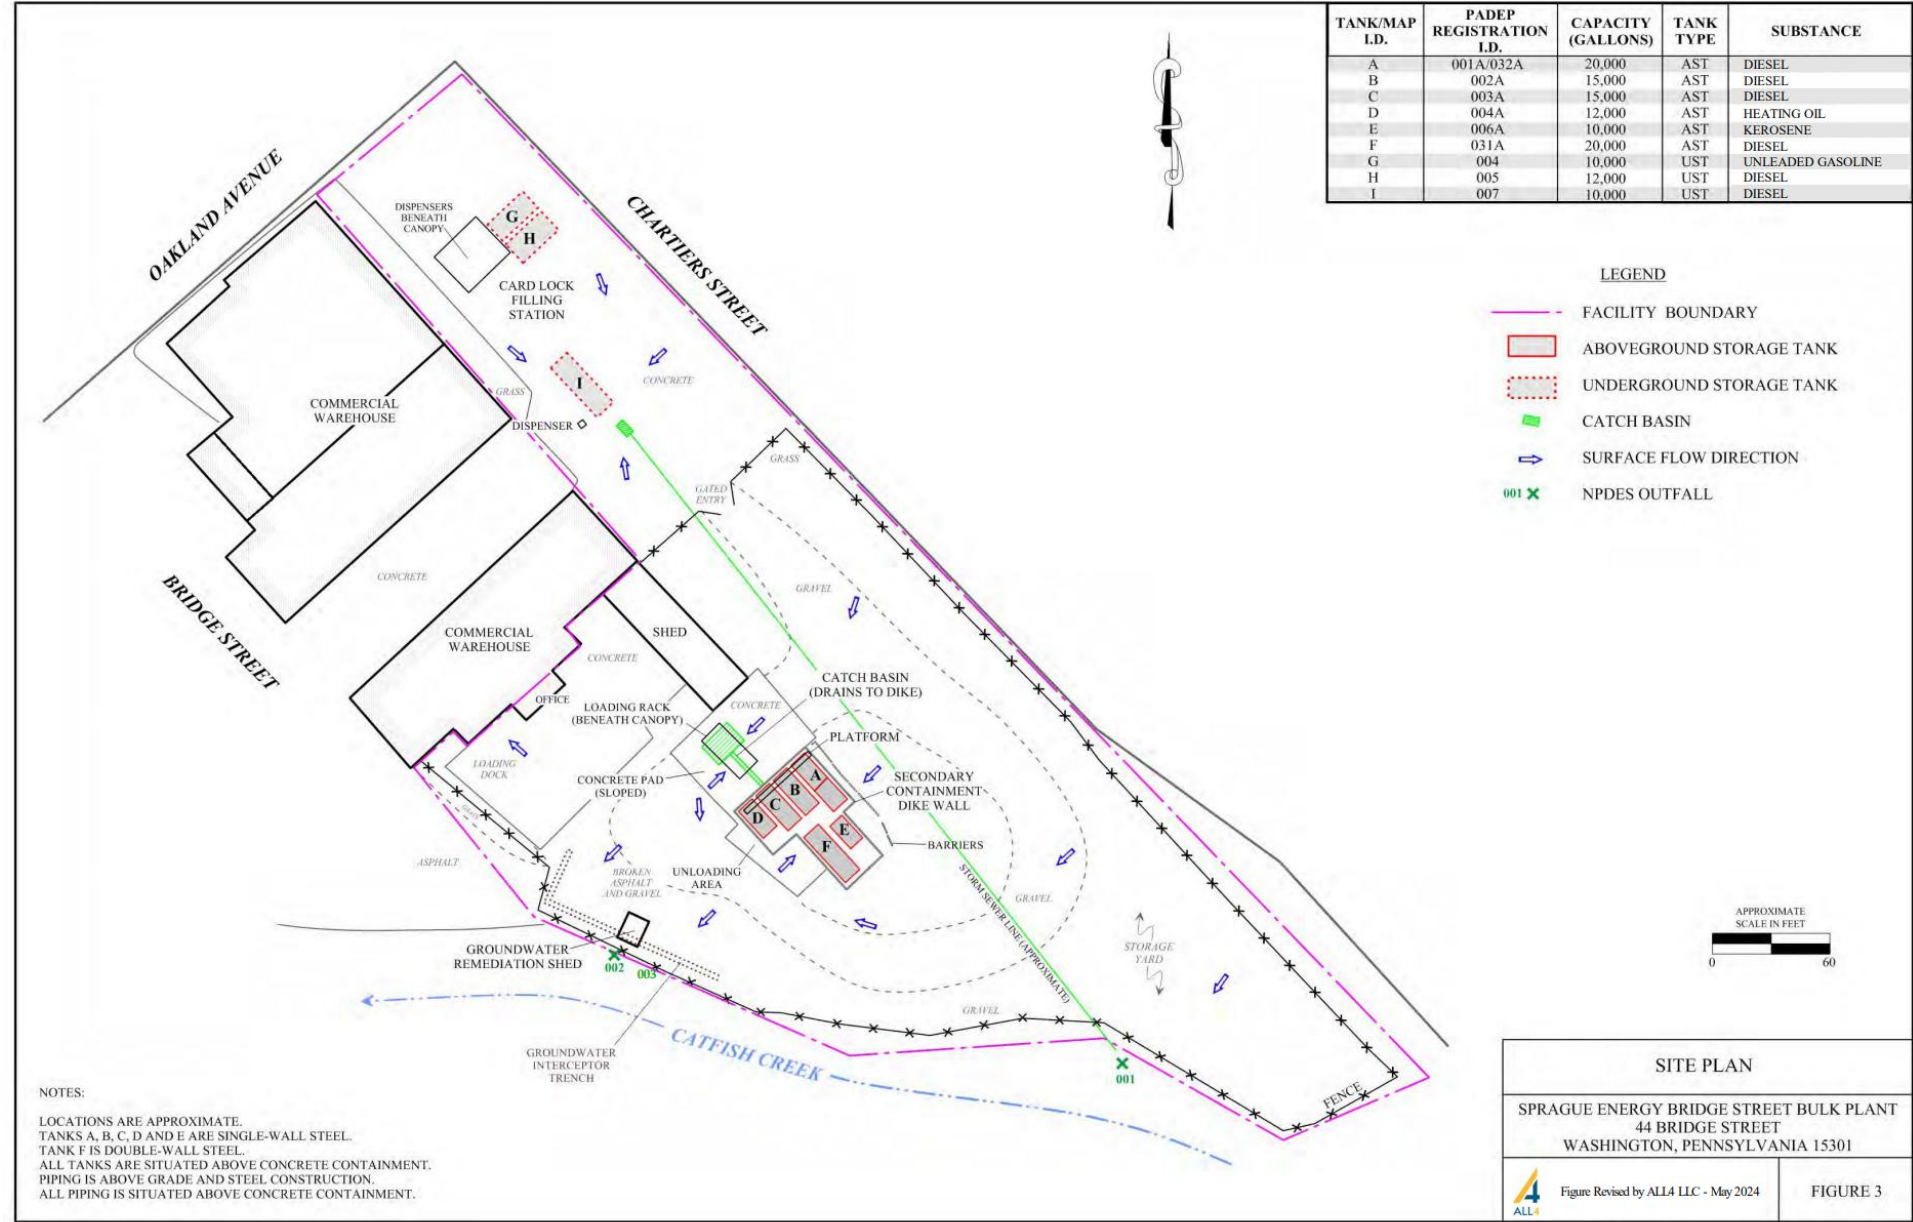 TANK/MAP I.D. PADEP REGISTRATION I.D. CAPACITY (GALLONS) TANK TYPE SUBSTANCE
A 001A/032A 20,000 AST DIESEL
B 002A 15,000 AST DIESEL
C 003A 15,000 AST DIESEL
D 004A 12,000 AST HEATING OIL
E 006A 10,000 AST KEROSENE
F 031A 20,000 AST DIESEL
G 004 10,000 UST UNLEADED GASOLINE
H 005 12,000 UST DIESEL
I 007 10,000 UST DIESEL
LEGEND
FACILITY BOUNDARY
ABOVEGROUND STORAGE TANK
UNDERGROUND STORAGE TANK
CATCH BASIN
SURFACE FLOW DIRECTION
001 NPDES OUTFALL
OAKLAND AVENUE
CHARTIERS STREET
BRIDGE STREET
DISPENSERS
BENEATH
CANOPY
G
H
CARD LOCK
FILLING
STATION
I
CONCRETE
GRASS
DISPENSER
COMMERCIAL
WAREHOUSE
GRASS
GATED
ENTRY
CONCRETE
GRAVEL
COMMERCIAL
WAREHOUSE
SHED
CONCRETE
OFFICE
CATCH BASIN
(DRAINS TO DIKE)
LOADING RACK
(BENEATH CANOPY)
CONCRETE
PLATFORM
LOADING
DOCK
CONCRETE PAD
(SLOPED)
SECONDARY
CONTAINMENT
DIKE WALL
A
B
C
D
E
F
GRASS
BARRIERS
ASPHALT
BROKEN
ASPHALT
AND GRAVEL
UNLOADING
AREA
STORM SEWER LINE (APPROXIMATE)
GRAVEL
STORAGE
YARD
GROUNDWATER
REMEDIATION SHED
002
003
GRAVEL
CATFISH CREEK
GROUNDWATER
INTERCEPTOR
TRENCH
001
FENCE
APPROXIMATE
SCALE IN FEET
0 60
NOTES:
LOCATIONS ARE APPROXIMATE.
TANKS A, B, C, D AND E ARE SINGLE-WALL STEEL.
TANK F IS DOUBLE-WALL STEEL.
ALL TANKS ARE SITUATED ABOVE CONCRETE CONTAINMENT.
PIPING IS ABOVE GRADE AND STEEL CONSTRUCTION.
ALL PIPING IS SITUATED ABOVE CONCRETE CONTAINMENT.
SITE PLAN
SPRAGUE ENERGY BRIDGE STREET BULK PLANT
44 BRIDGE STREET
WASHINGTON, PENNSYLVANIA 15301
ALL4
Figure Revised by ALL4 LLC - May 2024
FIGURE 3